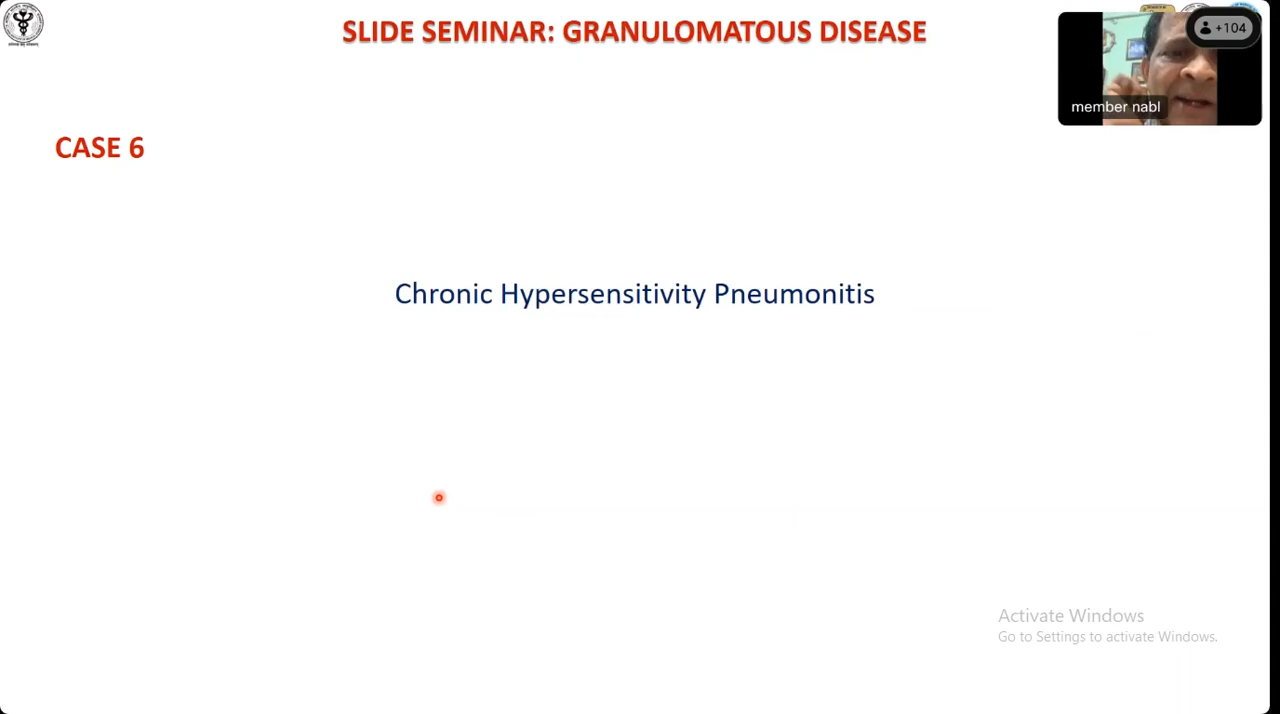 SLIDE SEMINAR: GRANULOMATOUS DISEASE
+104
member nabl
CASE 6
Chronic Hypersensitivity Pneumonitis
Activate Windows
Go to Settings to activate Windows.